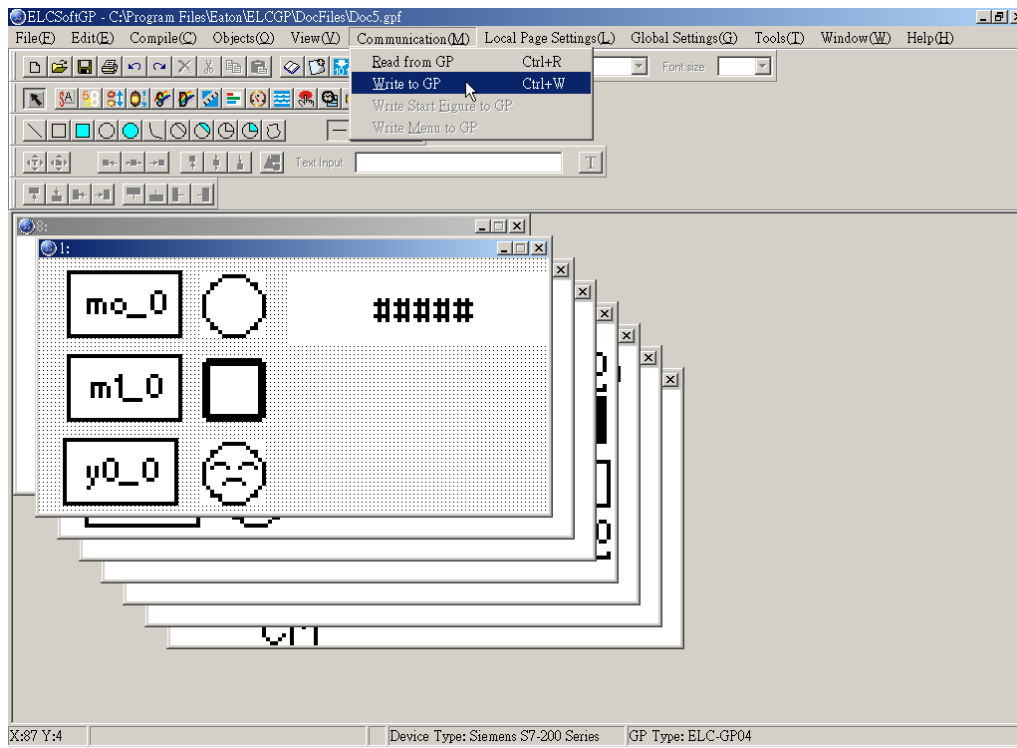 ELCSoftGP - C:\Program Files\Eaton\ELCGP\DocFiles\Doc5.gpf
File(F) Edit(E) Compile(C) Objects(O) View(V) Communication(M) Local Page Settings(L) Global Settings(G) Tools(T) Window(W) Help(H)
Read from GP Ctrl+R
Write to GP Ctrl+W
Write Start Figure to GP
Write Menu to GP
Font size
Text Input
T
8:
1:
mo_0
#####
m1_0
y0_0
X:87 Y:4
Device Type: Siemens S7-200 Series
GP Type: ELC-GP04